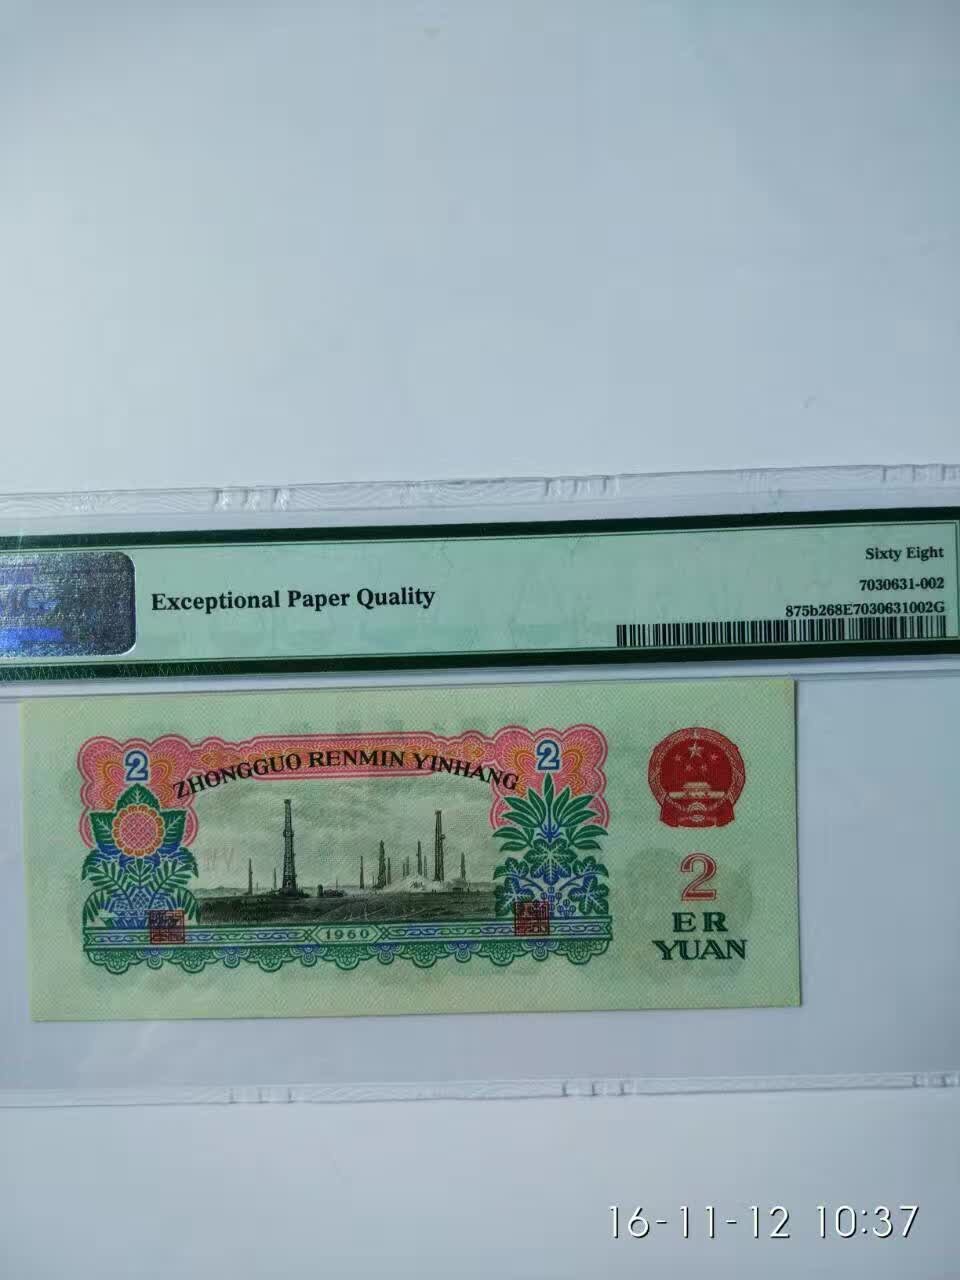 Sixty Eight
Exceptional Paper Quality
7030631-002
875b268E7030631002G
2
2
ZHONGGUO RENMIN YINHANG
2
ER
YUAN
1960
16-11-12 10:37